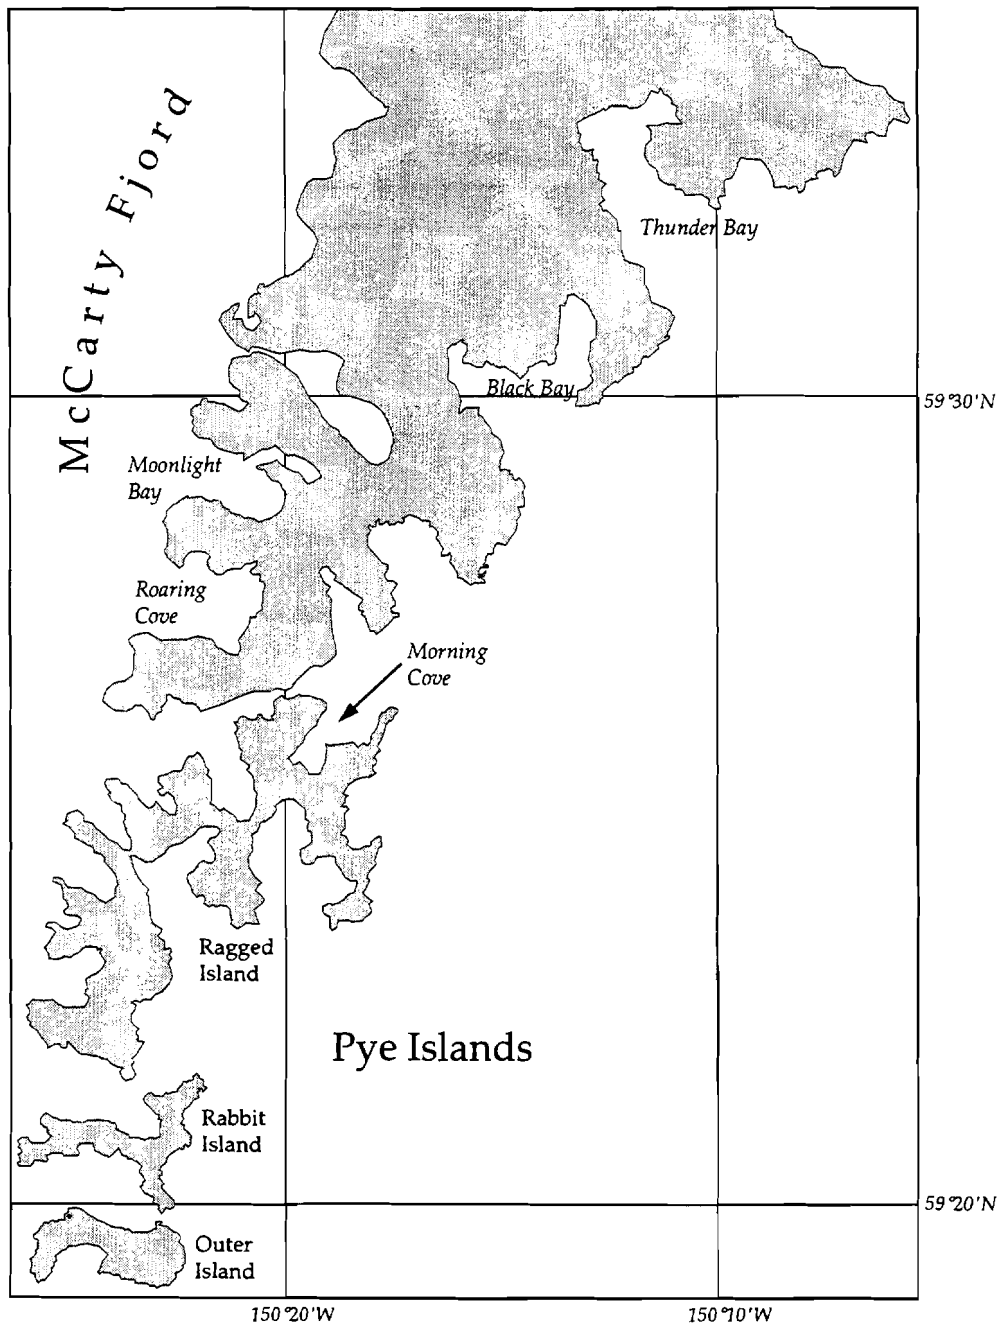 McCarty Fjord
Thunder Bay
Black Bay
59°30'N
Moonlight
Bay
Roaring
Cove
Morning
Cove
Ragged
Island
Pye Islands
Rabbit
Island
59°20'N
Outer
Island
150°20'W
150°10'W